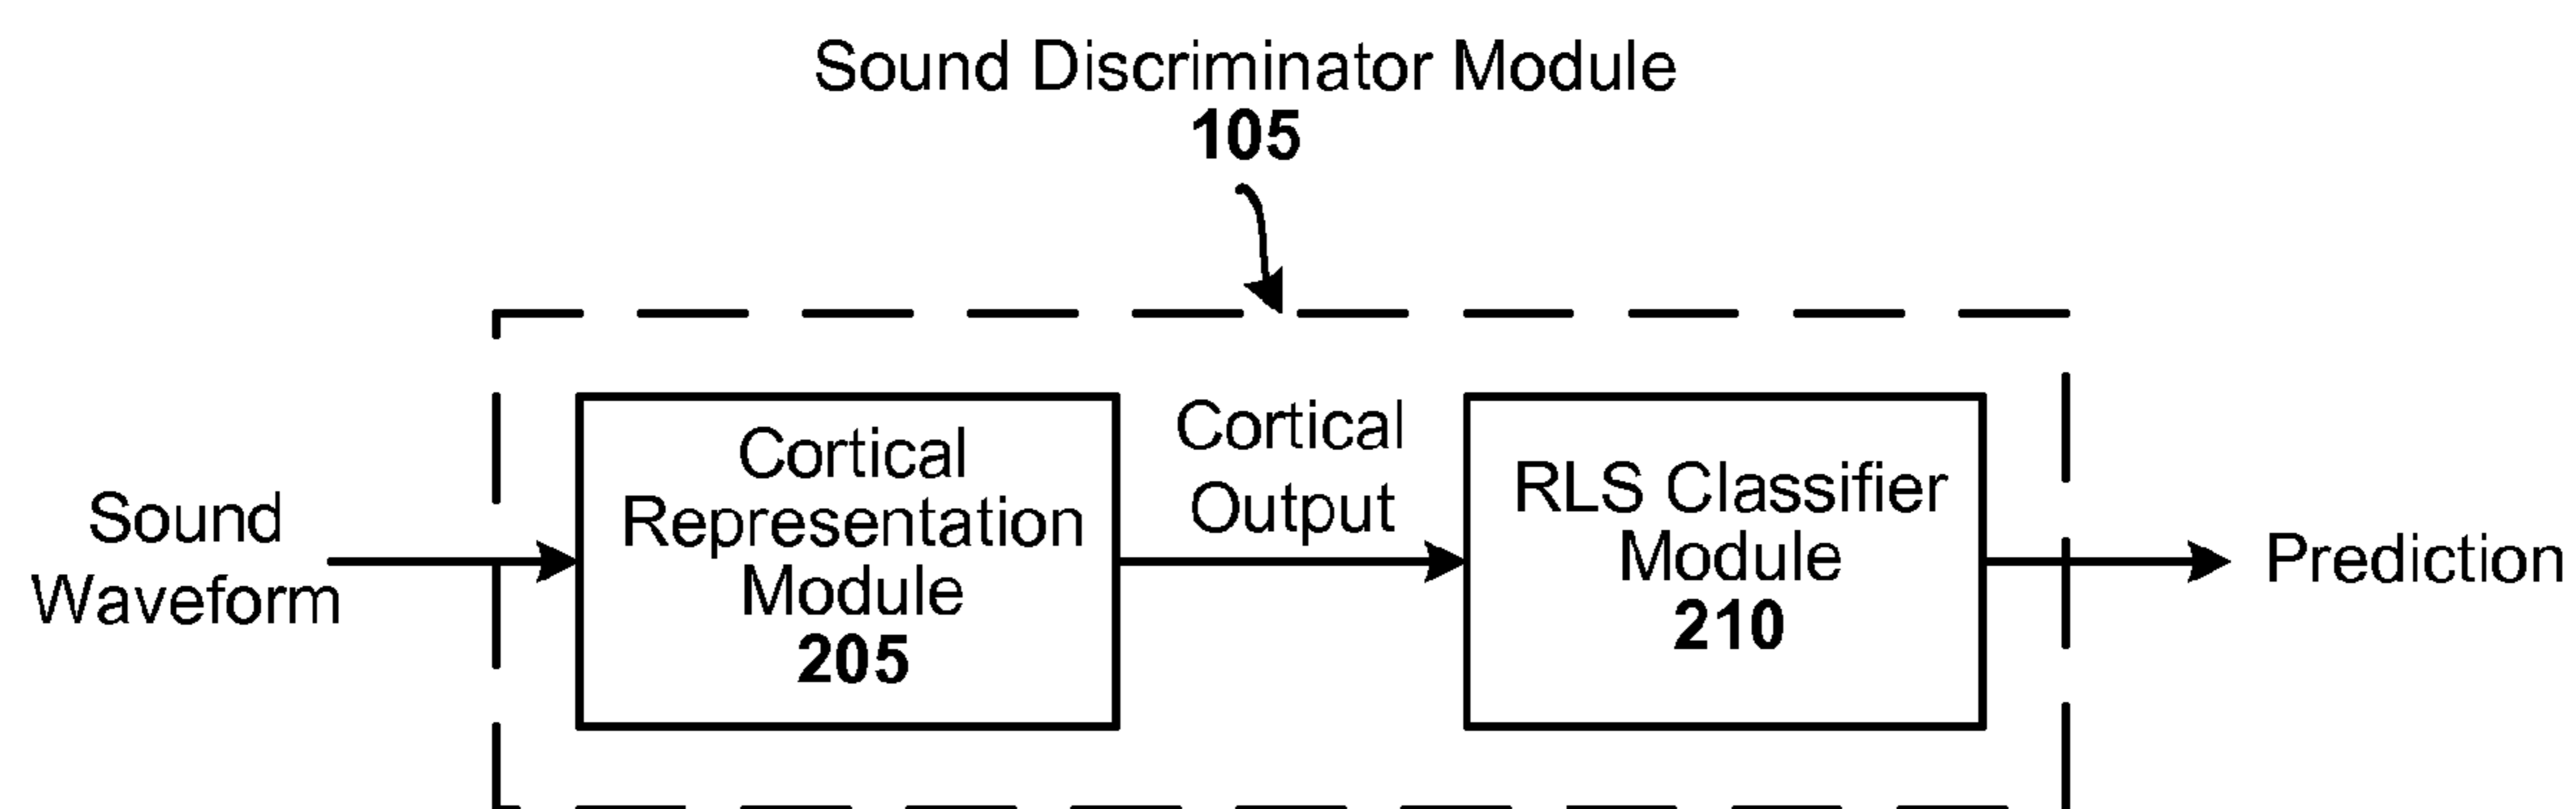 Sound Discriminator Module
105
Sound
Waveform
Cortical
Representation
Module
205
Cortical
Output
RLS Classifier
Module
210
Prediction